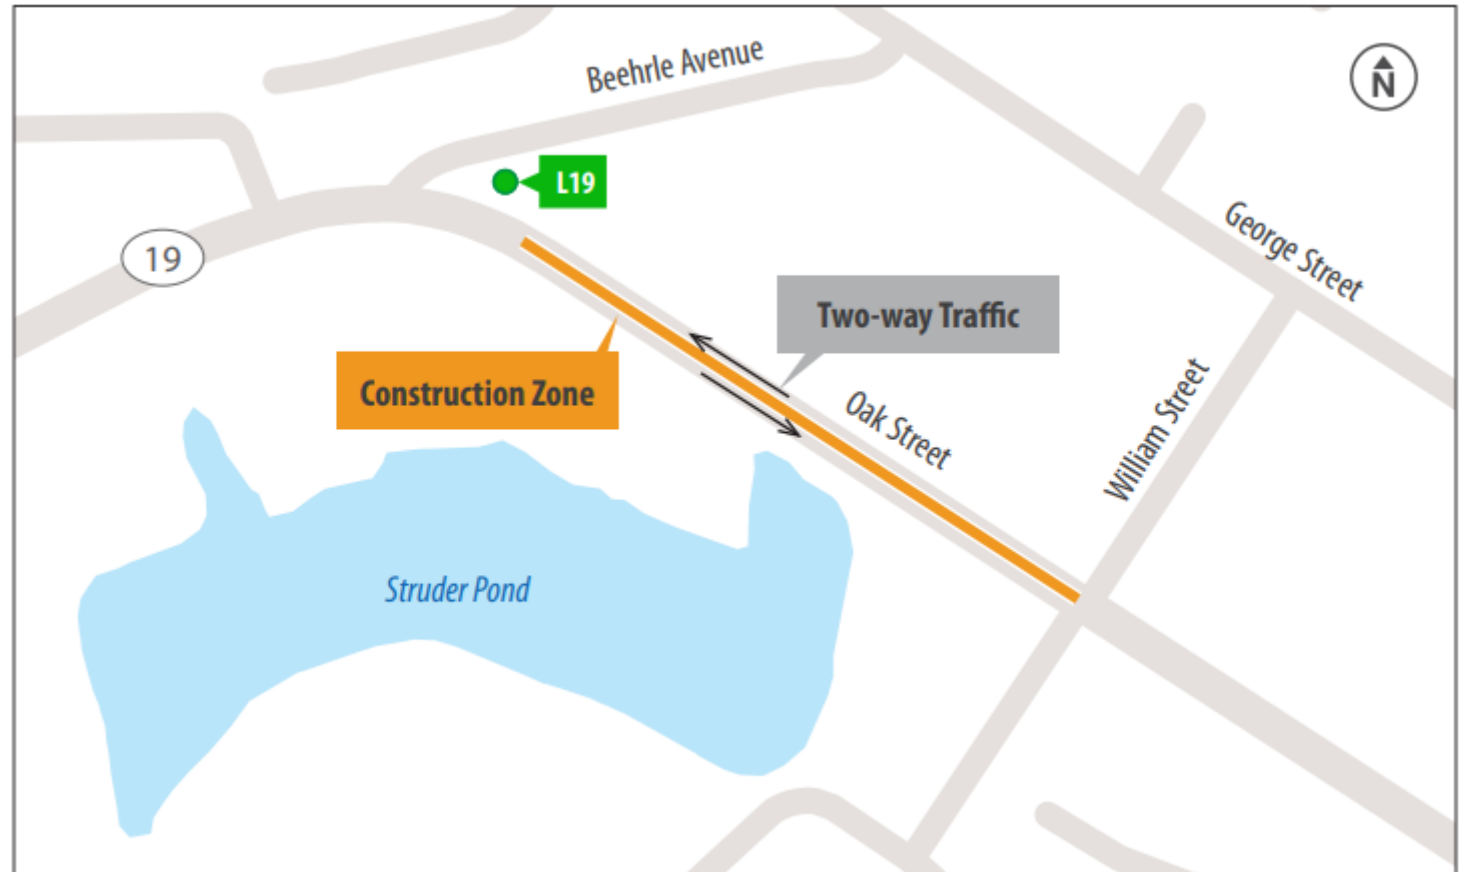 Beehrle Avenue
N
L19
George Street
19
Two-way Traffic
Construction Zone
Oak Street
William Street
Struder Pond